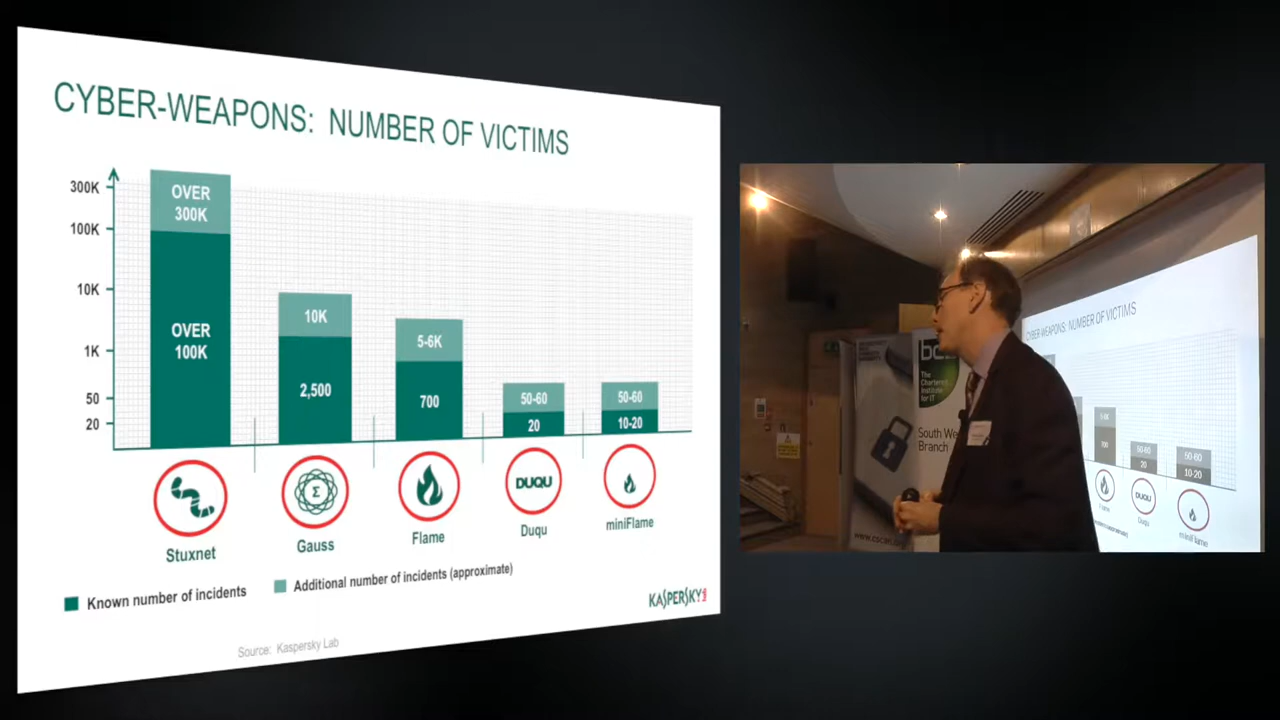 CYBER-WEAPONS: NUMBER OF VICTIMS
300K
100K
10K
1K
50
20
OVER
300K
OVER
100K
10K
2,500
5-6K
700
50-60
20
50-60
10-20
Σ
DUQU
Stuxnet
Gauss
Flame
Duqu
miniFlame
Known number of incidents
Additional number of incidents (approximate)
KASPERSKY
Source: Kaspersky Lab
The
Chartered
Institute
for IT
South We
Branch
CYBER-WEAPONS: NUMBER OF VICTIMS
5-6K
700
50-60
20
50-60
10-20
DUQU
Flame
Duqu
miniFlame